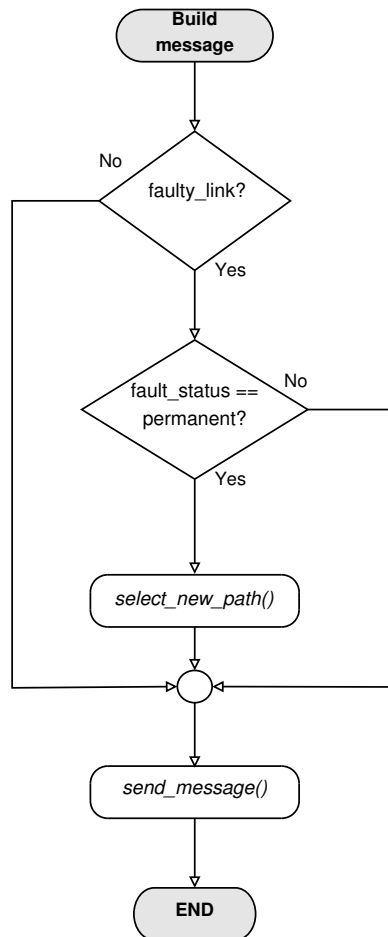 Build
message
No
faulty_link?
Yes
fault_status ==
permanent?
No
Yes
select_new_path()
send_message()
END